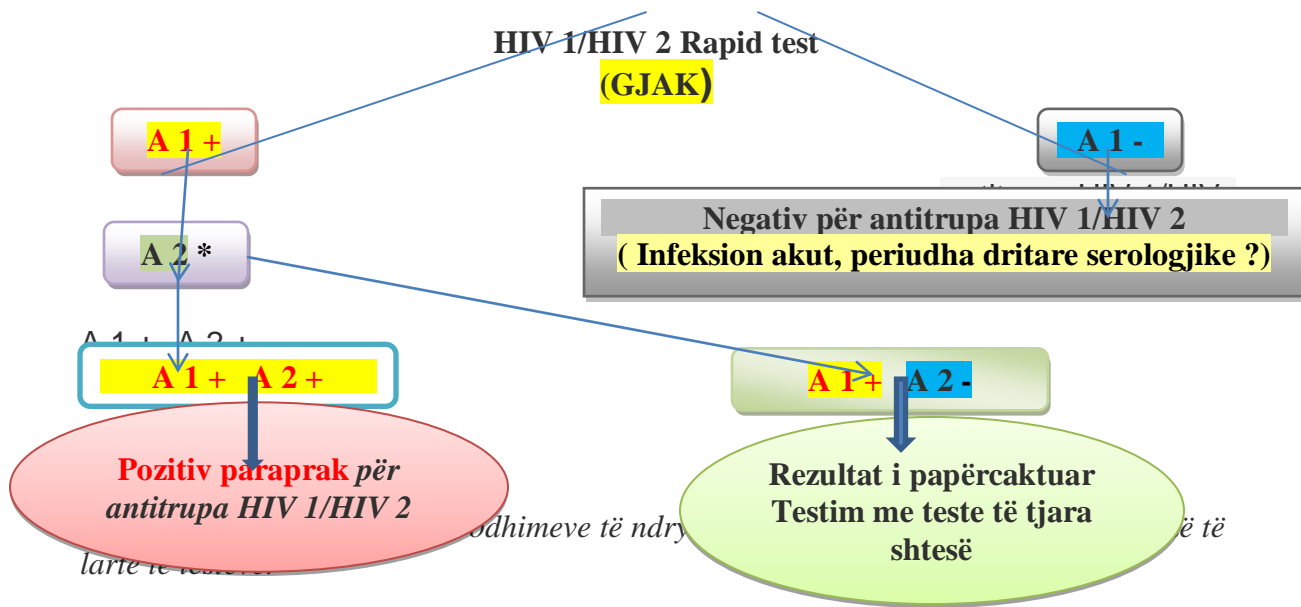 HIV 1/HIV 2 Rapid test
(GJAK)
A 1 +
A 1 -
Negativ për antitrupa HIV 1/HIV 2
( Infeksion akut, periudha dritare serologjike ?)
A 2 *
A 1 + A 2 +
A 1 + A 2 -
Pozitiv paraprak për
antitrupa HIV 1/HIV 2
Rezultat i papërcaktuar
Testim me teste të tjara
shtesë
të